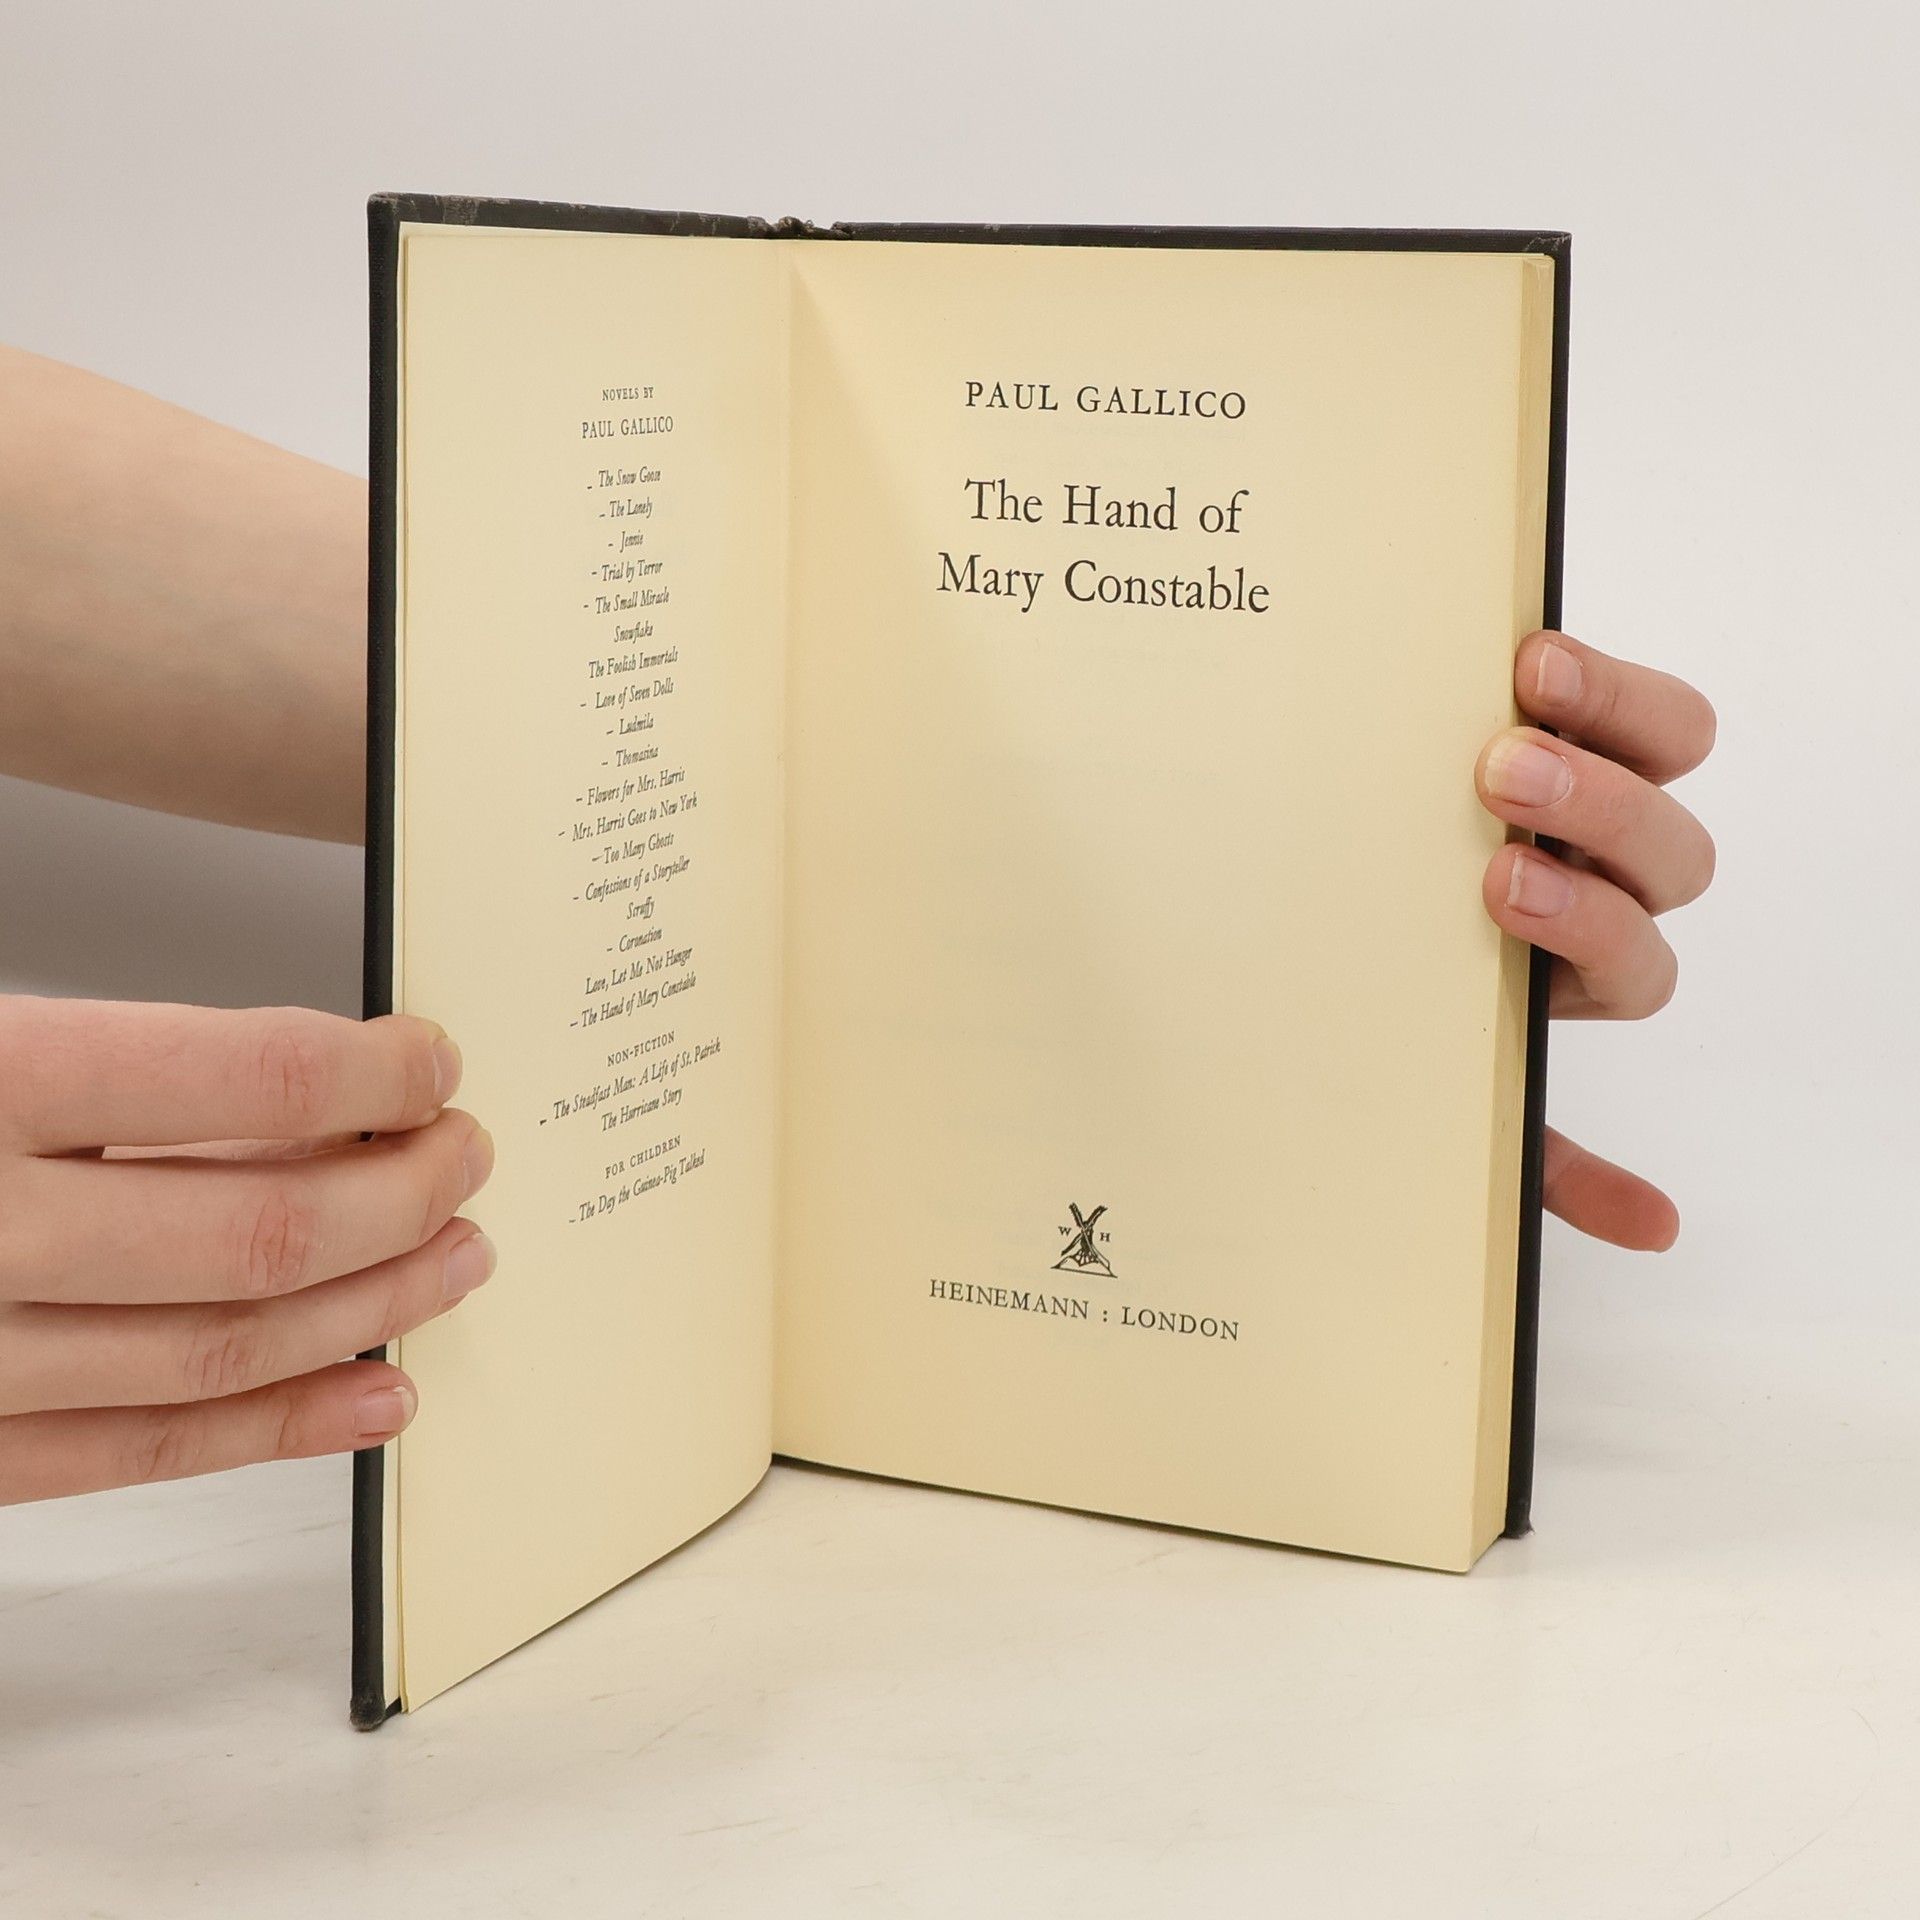 NOVELS BY
PAUL GALLICO
– The Snow Goose
– The Lonely
– Jennie
– Trial by Terror
– The Small Miracle
Snowflake
The Foolish Immortals
– Love of Seven Dolls
– Ludmila
– Thomasina
– Flowers for Mrs. Harris
– Mrs. Harris Goes to New York
– Too Many Ghosts
– Confessions of a Storyteller
Scruffy
– Coronation
Love, Let Me Not Hunger
– The Hand of Mary Constable
NON-FICTION
– The Steadfast Man: A Life of St. Patrick
The Hurricane Story
FOR CHILDREN
– The Day the Guinea-Pig Talked
PAUL GALLICO
The Hand of
Mary Constable
W H
HEINEMANN : LONDON